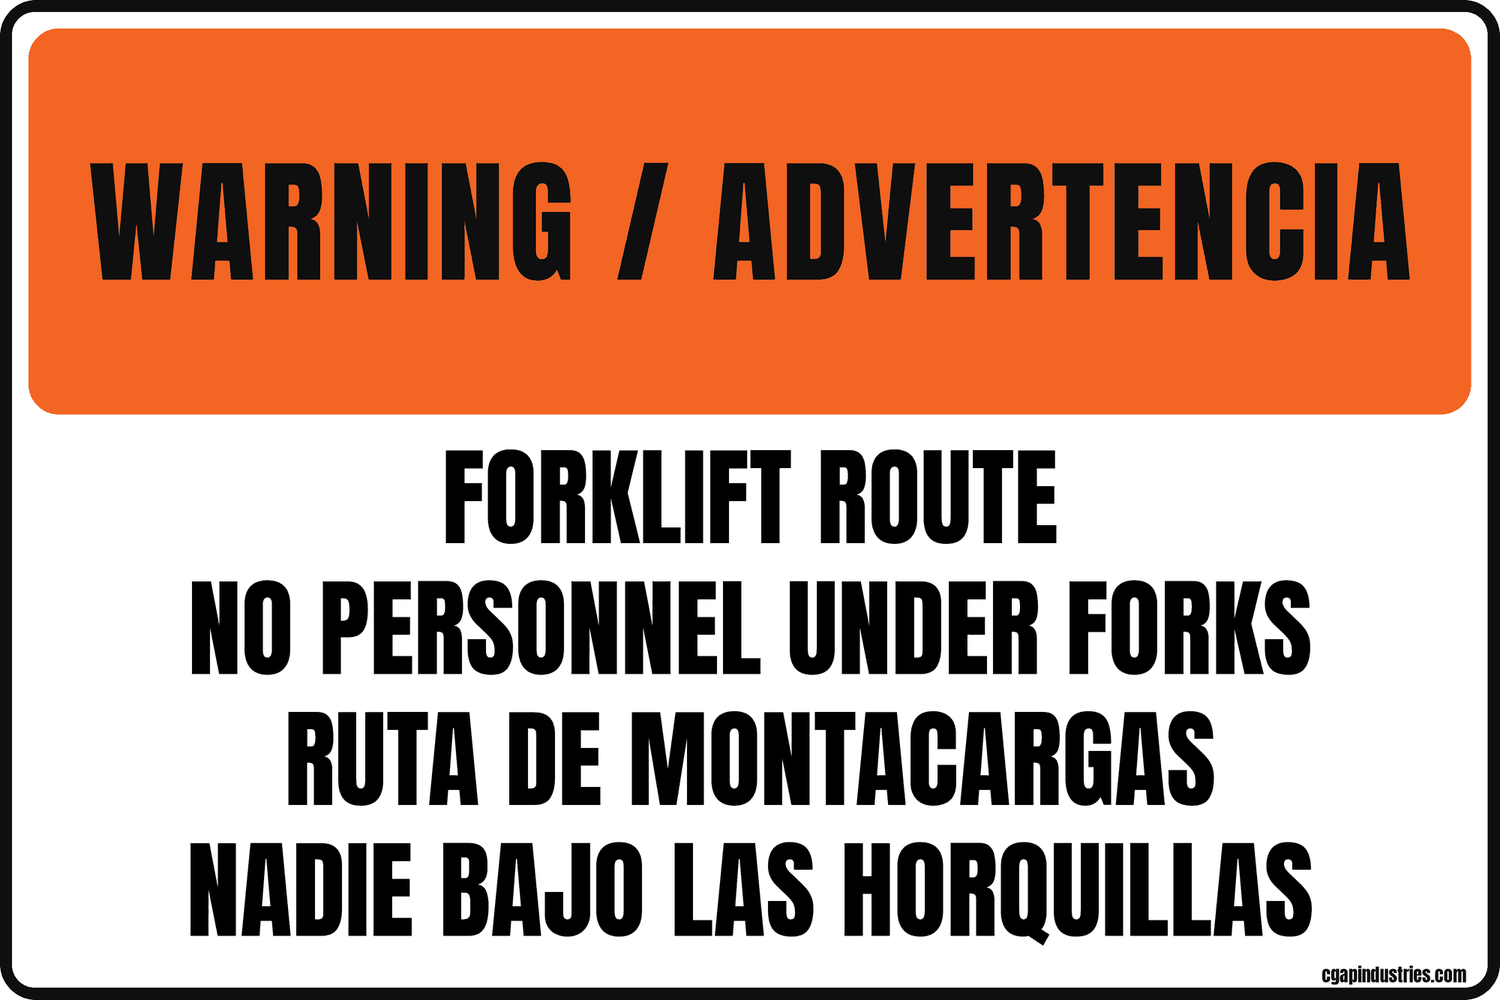 WARNING / ADVERTENCIA
FORKLIFT ROUTE
NO PERSONNEL UNDER FORKS
RUTA DE MONTACARGAS
NADIE BAJO LAS HORQUILLAS
cgapindustries.com